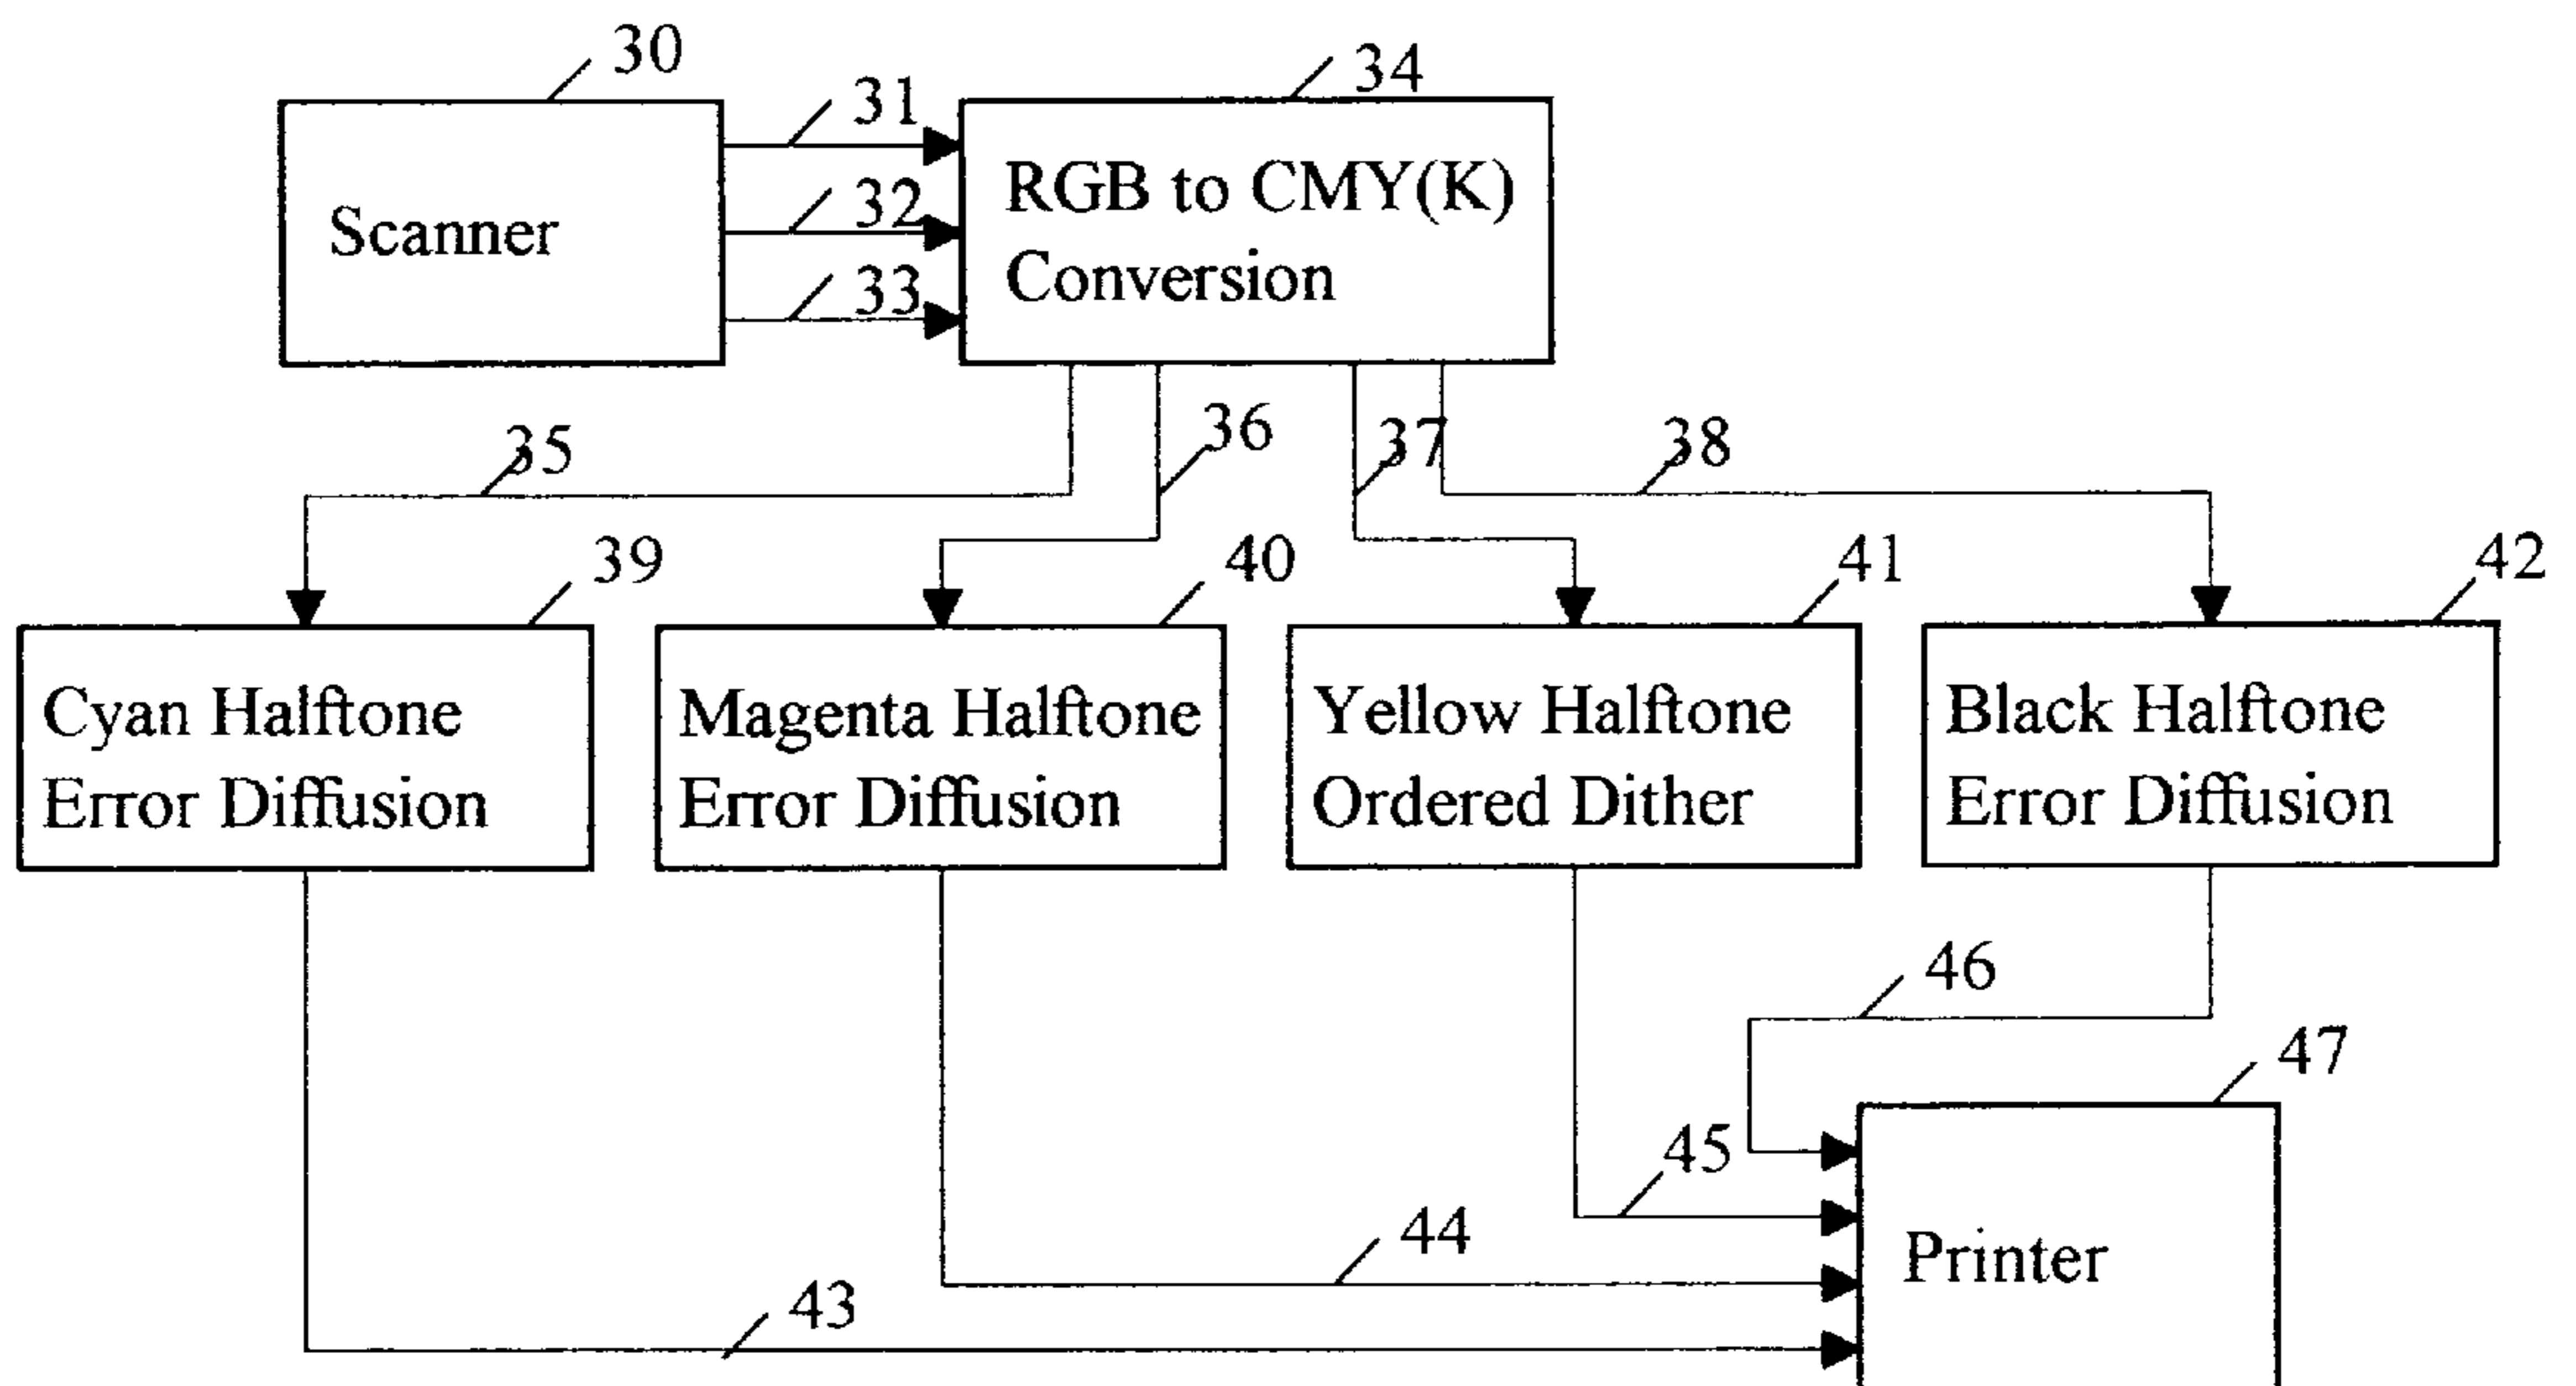 30
34
31
RGB to CMY(K)
32
Scanner
Conversion
33
36
37
38
35
39
40
41
42
Cyan Halftone
Error Diffusion
Magenta Halftone
Error Diffusion
Yellow Halftone
Ordered Dither
Black Halftone
Error Diffusion
46
47
45
44
Printer
43